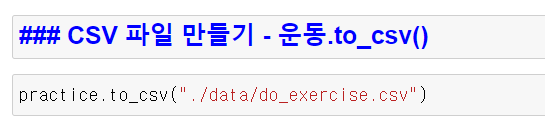 ### CSV 파일 만들기 - 운동.to_csv()
practice.to_csv("./data/do_exercise.csv")